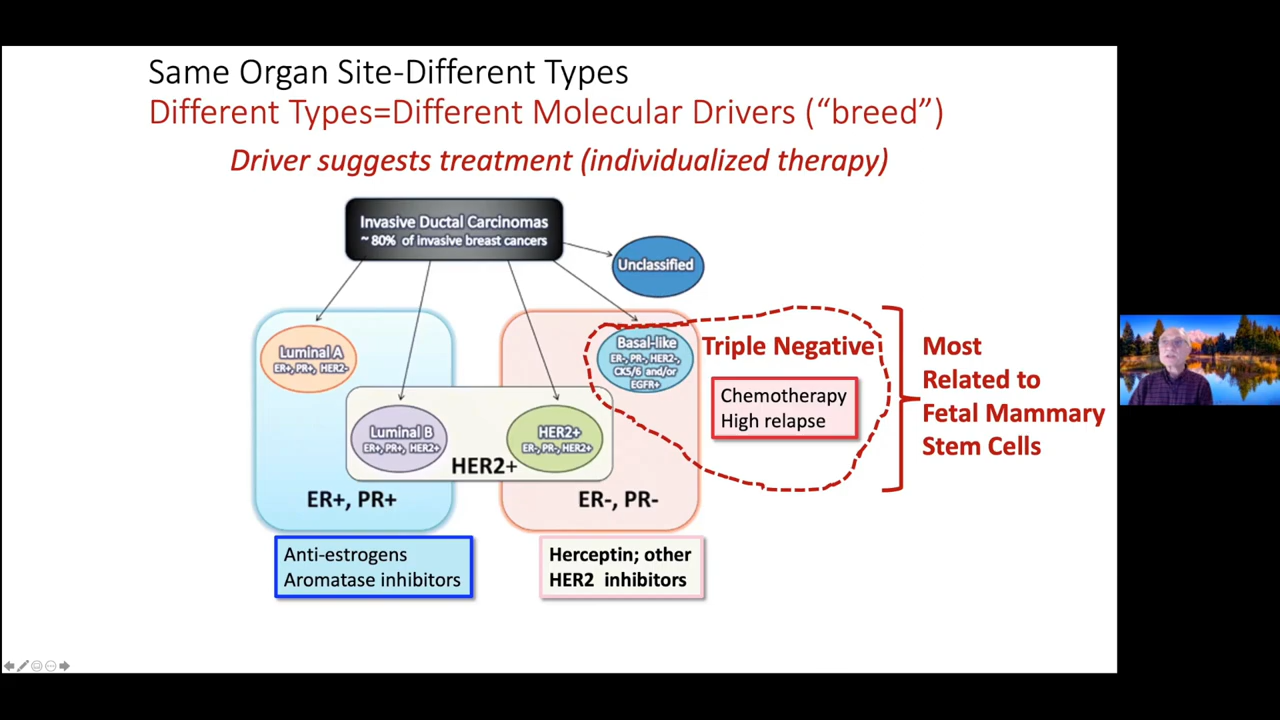 Same Organ Site-Different Types
Different Types=Different Molecular Drivers (“breed”)
Driver suggests treatment (individualized therapy)
Invasive Ductal Carcinomas
~ 80% of invasive breast cancers
Unclassified
Luminal A
ER+, PR+, HER2-
Basal-like
ER-, PR-, HER2-,
CK5/6 and/or
EGFR+
Triple Negative
Chemotherapy
High relapse
Most
Related to
Fetal Mammary
Stem Cells
Luminal B
ER+, PR+, HER2+
HER2+
ER-, PR-, HER2+
HER2+
ER+, PR+
ER-, PR-
Anti-estrogens
Aromatase inhibitors
Herceptin; other
HER2 inhibitors